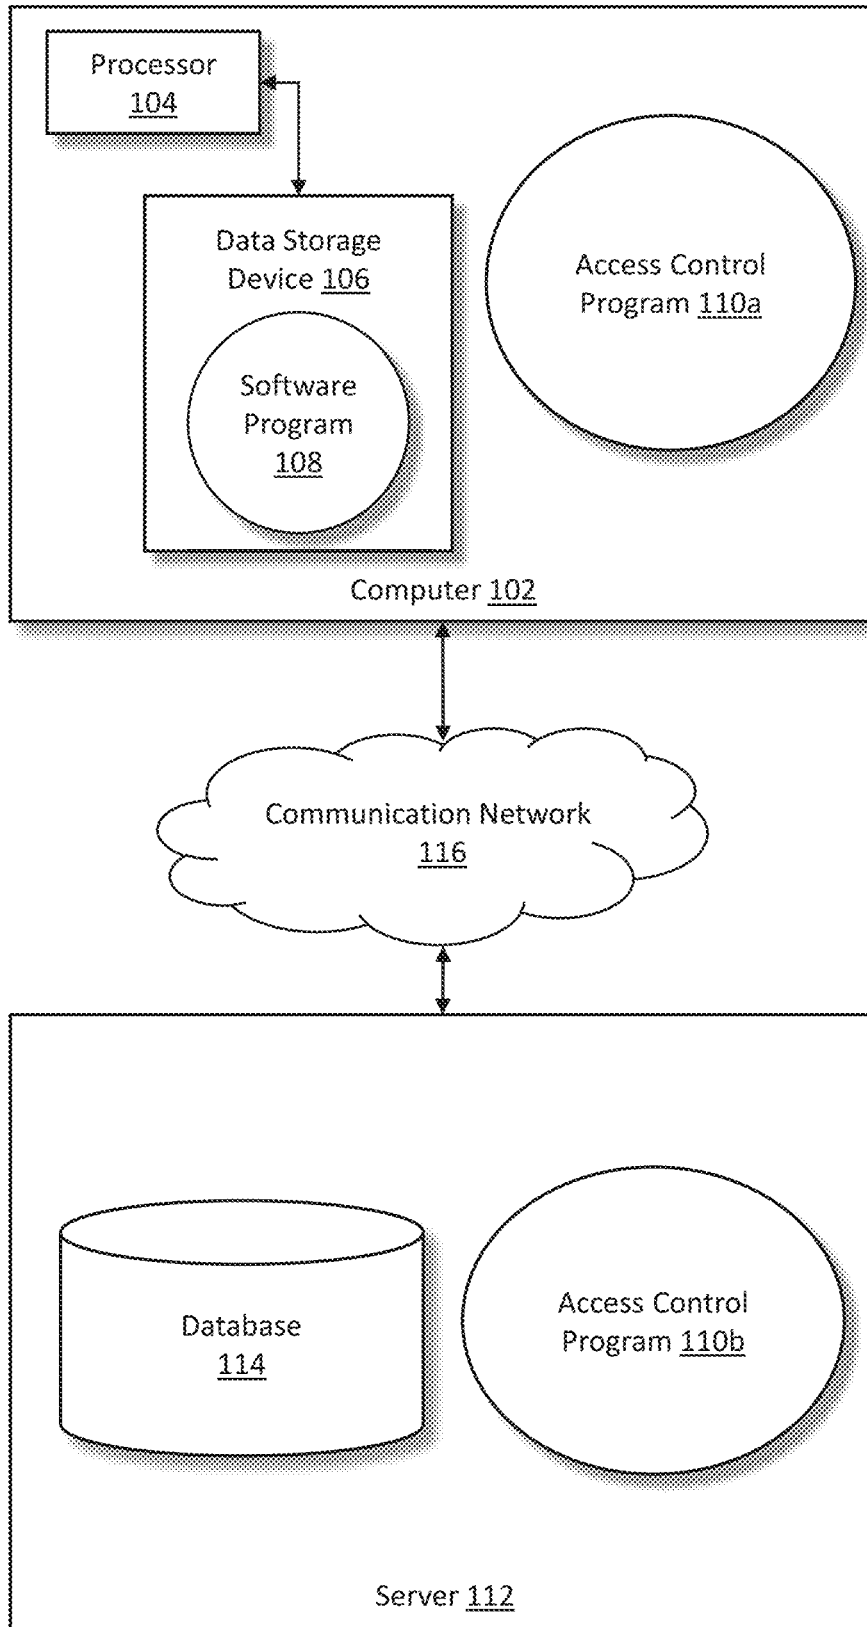 Processor
104
Data Storage
Device 106
Software
Program
108
Access Control
Program 110a
Computer 102
Communication Network
116
Database
114
Access Control
Program 110b
Server 112